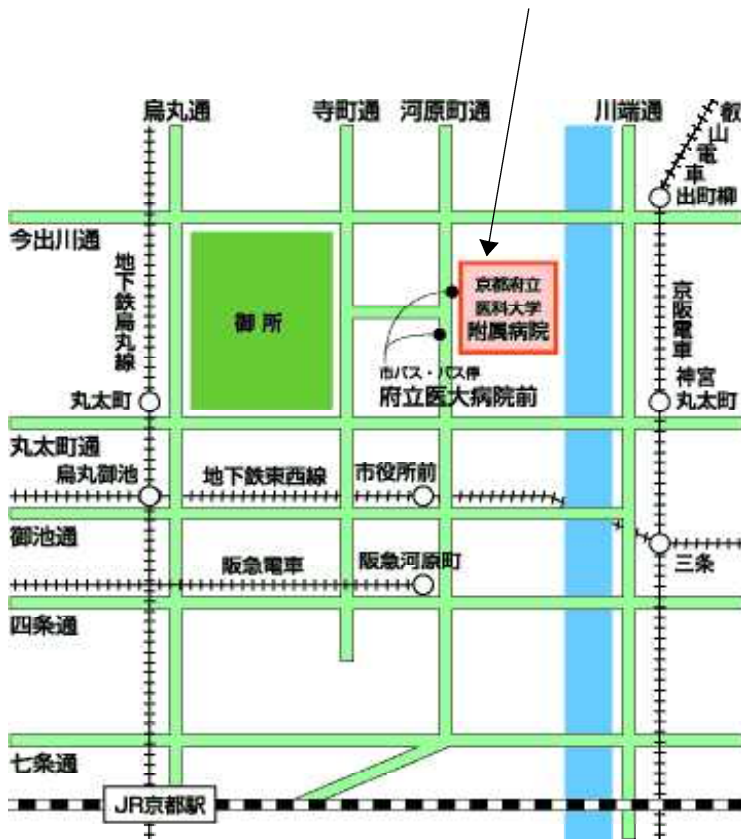 烏丸通
寺町通
河原町通
川端通
叡山電車
出町柳
今出川通
地下鉄烏丸線
御所
京都府立
医科大学
附属病院
京阪電車
市バス・バス停
府立医大病院前
丸太町
神宮
丸太町
丸太町通
烏丸御池
地下鉄東西線
市役所前
御池通
三条
阪急電車
阪急河原町
四条通
七条通
JR京都駅